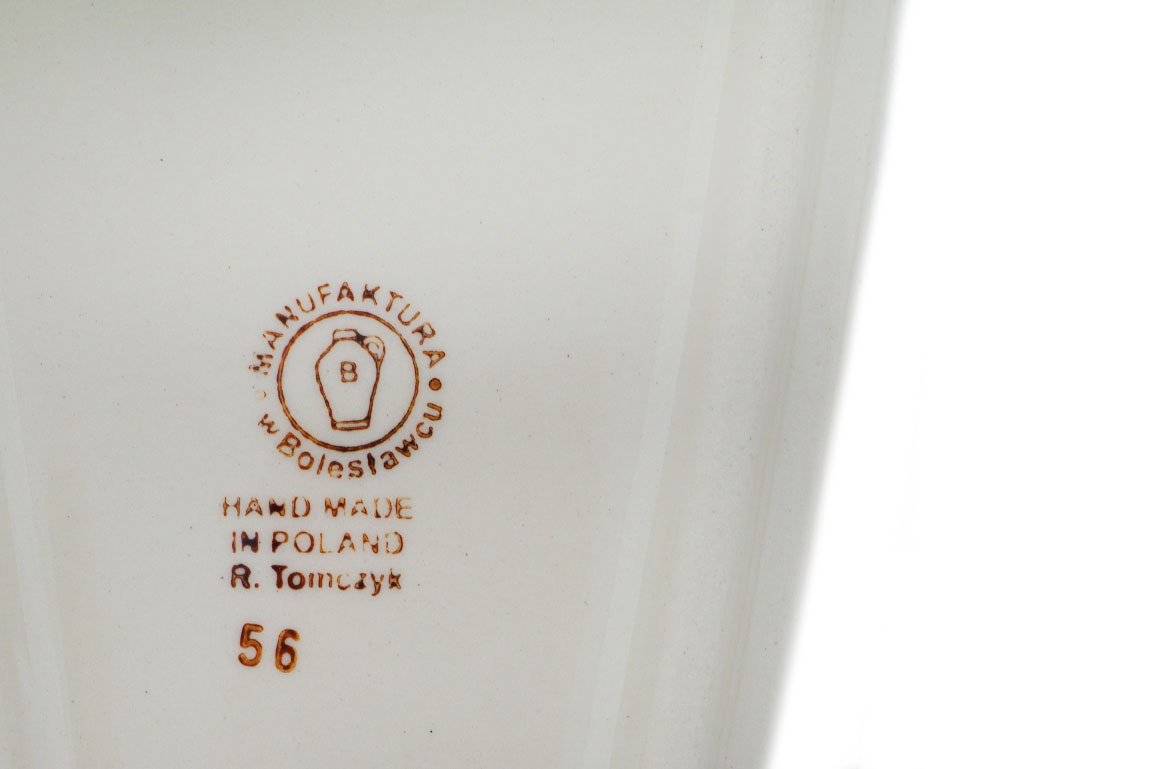 MANUFAKTURA
B
w Bolesławcu
HAND MADE
IN POLAND
R. Tomczyk
56